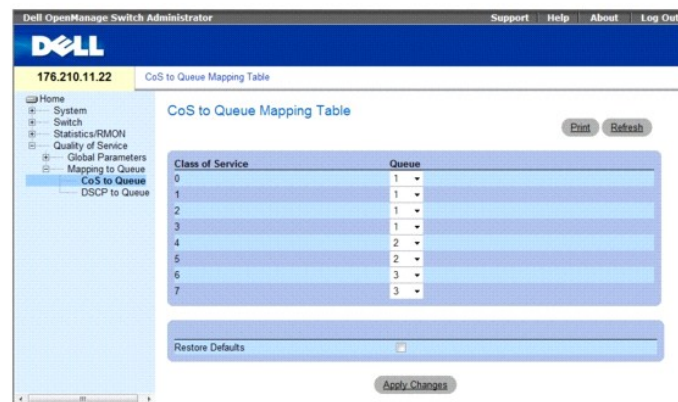 Dell OpenManage Switch Administrator
Support Help About Log Out
DELL
176.210.11.22
CoS to Queue Mapping Table
Home
System
Switch
Statistics/RMON
Quality of Service
Global Parameters
Mapping to Queue
CoS to Queue
DSCP to Queue
CoS to Queue Mapping Table
Print Refresh
Class of Service Queue
0 1
1 1
2 1
3 1
4 2
5 2
6 3
7 3
Restore Defaults
Apply Changes